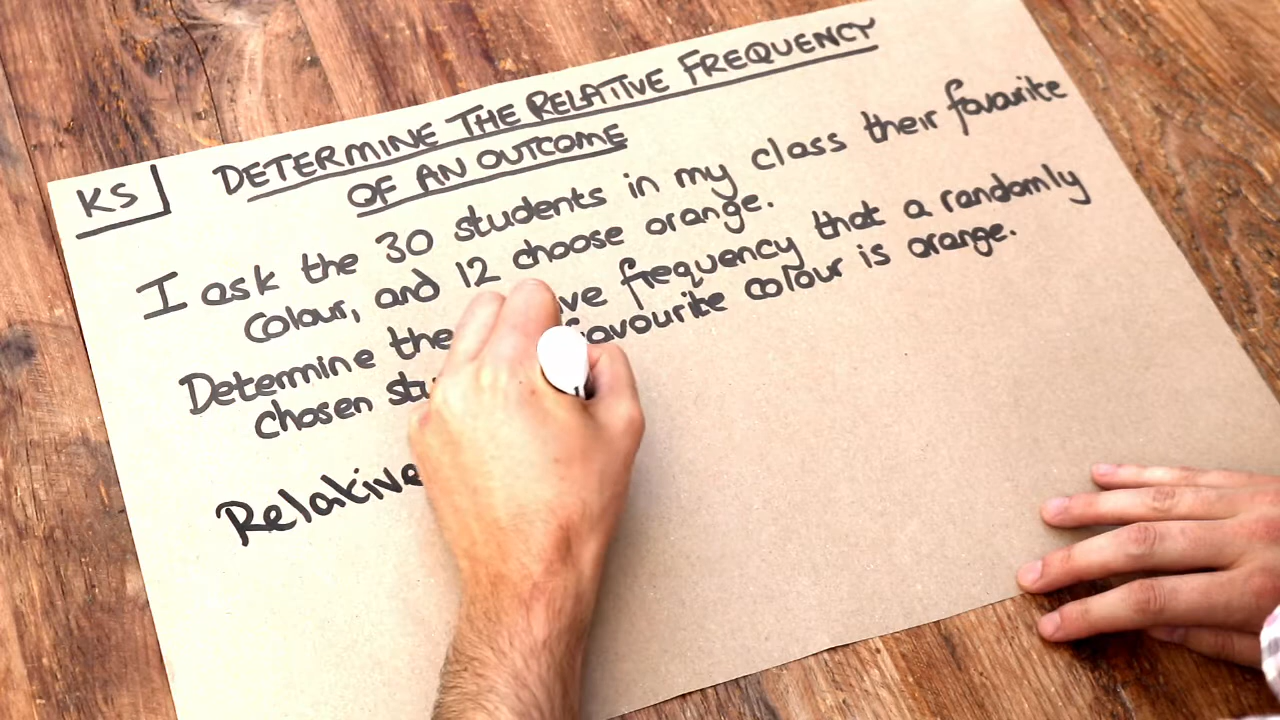 KS
DETERMINE THE RELATIVE FREQUENCY
OF AN OUTCOME
I ask the 30 students in my class their favourite
colour, and 12 choose orange.
Determine the frequency that a randomly
chosen favourite colour is orange.
Relative